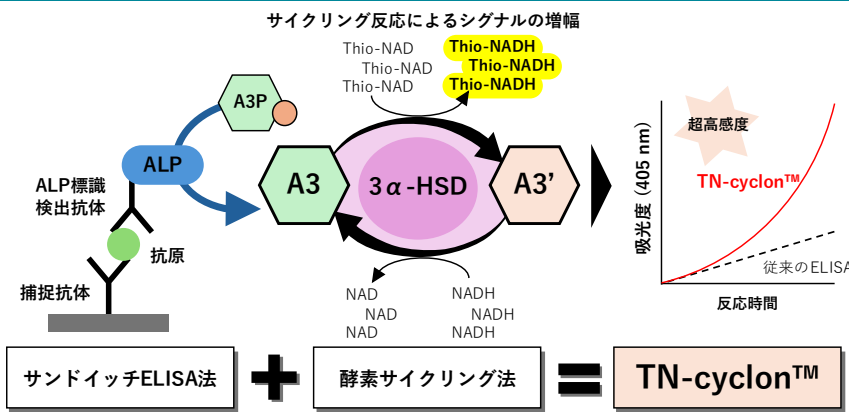 サイクリング反応によるシグナルの増幅
Thio-NAD
Thio-NAD
Thio-NAD
Thio-NADH
Thio-NADH
Thio-NADH
A3P
ALP
ALP標識
検出抗体
抗原
捕捉抗体
A3
3α-HSD
A3’
NAD
NAD
NAD
NADH
NADH
NADH
吸光度 (405 nm)
超高感度
TN-cyclon™
従来のELISA
反応時間
サンドイッチELISA法
+
酵素サイクリング法
=
TN-cyclon™